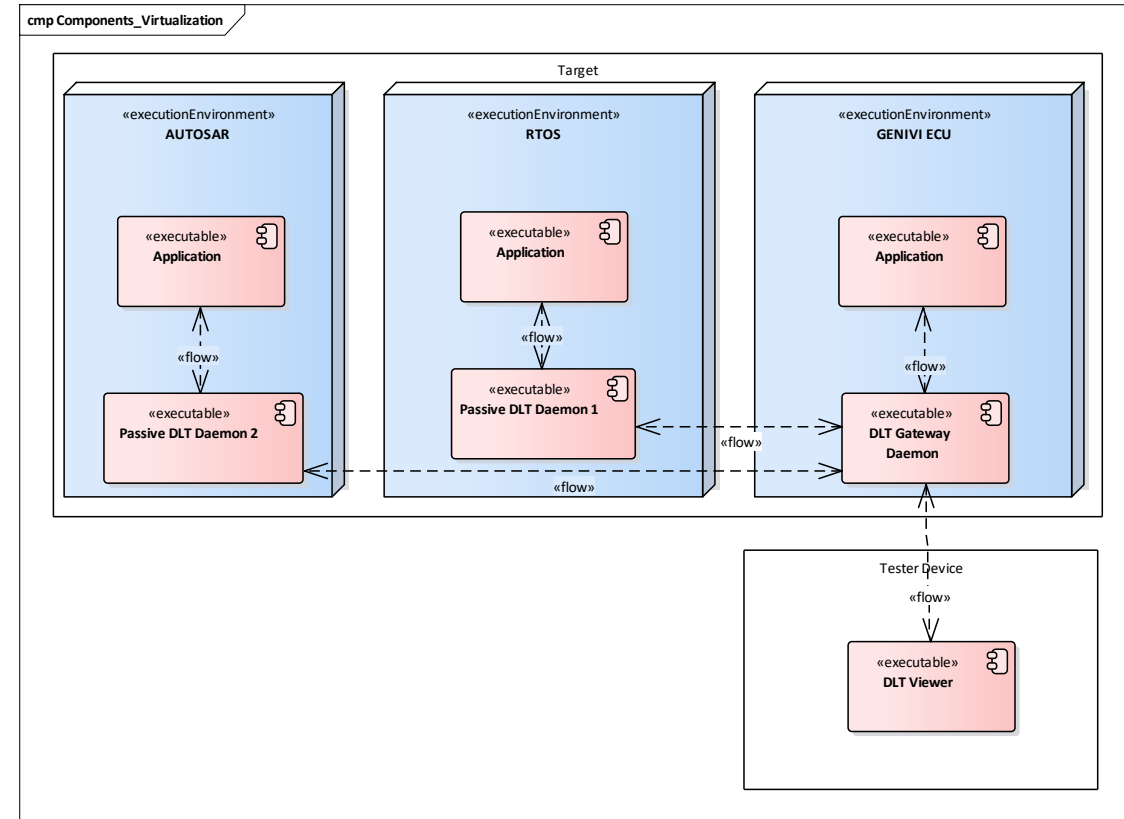 cmp Components_Virtualization
Target
«executionEnvironment»
AUTOSAR
«executionEnvironment»
RTOS
«executionEnvironment»
GENIVI ECU
«executable»
Application
«executable»
Application
«executable»
Application
«flow»
«flow»
«flow»
«executable»
Passive DLT Daemon 2
«executable»
Passive DLT Daemon 1
«executable»
DLT Gateway
Daemon
«flow»
«flow»
Tester Device
«flow»
«executable»
DLT Viewer